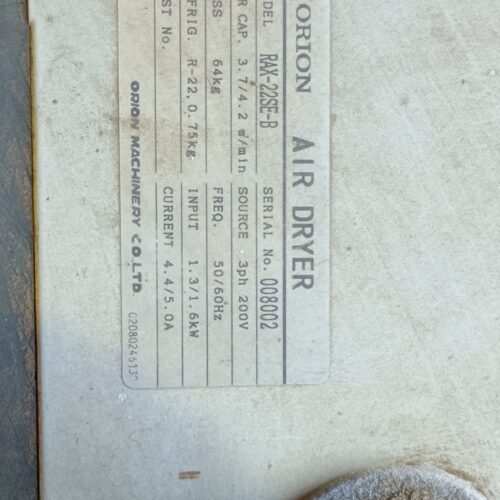 ORION AIR DRYER
DEL RAX-22SE-B SERIAL No. 008002
R CAP. 3.7/4.2 m³/min SOURCE 3ph 200V
SS 64kg FREQ. 50/60Hz
FRIG. R-22, 0.75kg INPUT 1.3/1.6kW
ST No. CURRENT 4.4/5.0A
ORION MACHINERY CO.,LTD.